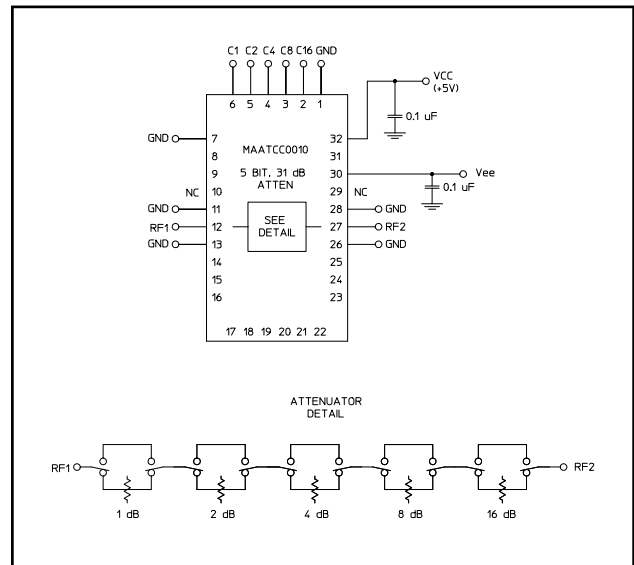 C1 C2 C4 C8 C16 GND
VCC
(+5V)
6 5 4 3 2 1
0.1 uF
GND 7 32
MAATCC0010
8 31
9 5 BIT, 31 dB 30 Vee
ATTEN
NC 10 29 NC 0.1 uF
GND 11 28 GND
RF1 12 SEE 27 RF2
DETAIL
GND 13 26 GND
14 25
15 24
16 23
17 18 19 20 21 22
ATTENUATOR
DETAIL
RF1 RF2
1 dB 2 dB 4 dB 8 dB 16 dB